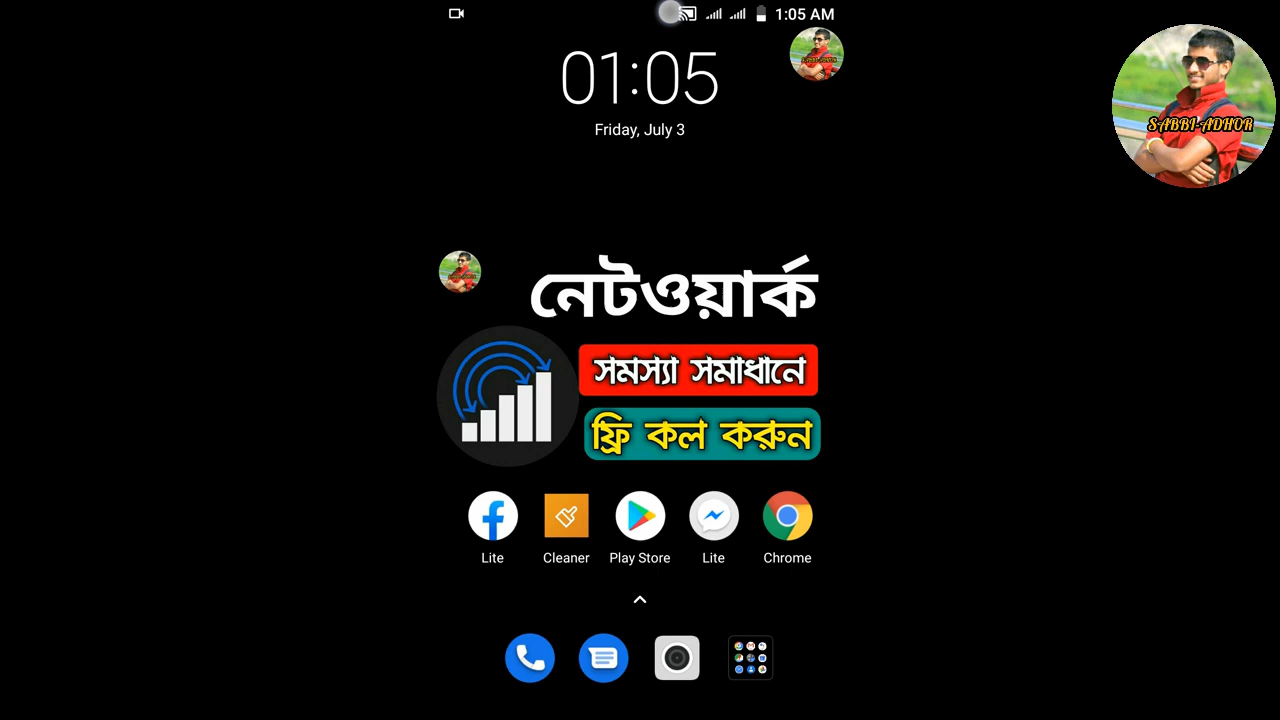 1:05 AM
01:05
Friday, July 3
SABBI-ADHOR
নেটওয়ার্ক
সমস্যা সমাধানে
ফ্রি কল করুন
Lite
Cleaner
Play Store
Lite
Chrome